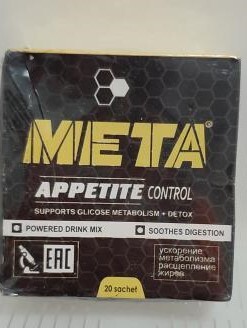 META®
APPETITE CONTROL
SUPPORTS GLICOSE METABOLISM + DETOX
POWERED DRINK MIX
SOOTHES DIGESTION
EAC
ускорение
метаболизма
расщепление
жиров
20 sachet